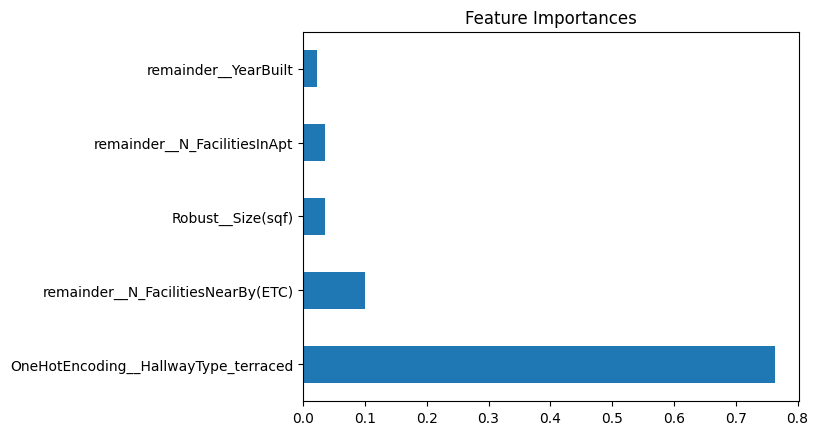 Feature Importances
remainder__YearBuilt
remainder__N_FacilitiesInApt
Robust__Size(sqf)
remainder__N_FacilitiesNearBy(ETC)
OneHotEncoding__HallwayType_terraced
0.0 0.1 0.2 0.3 0.4 0.5 0.6 0.7 0.8